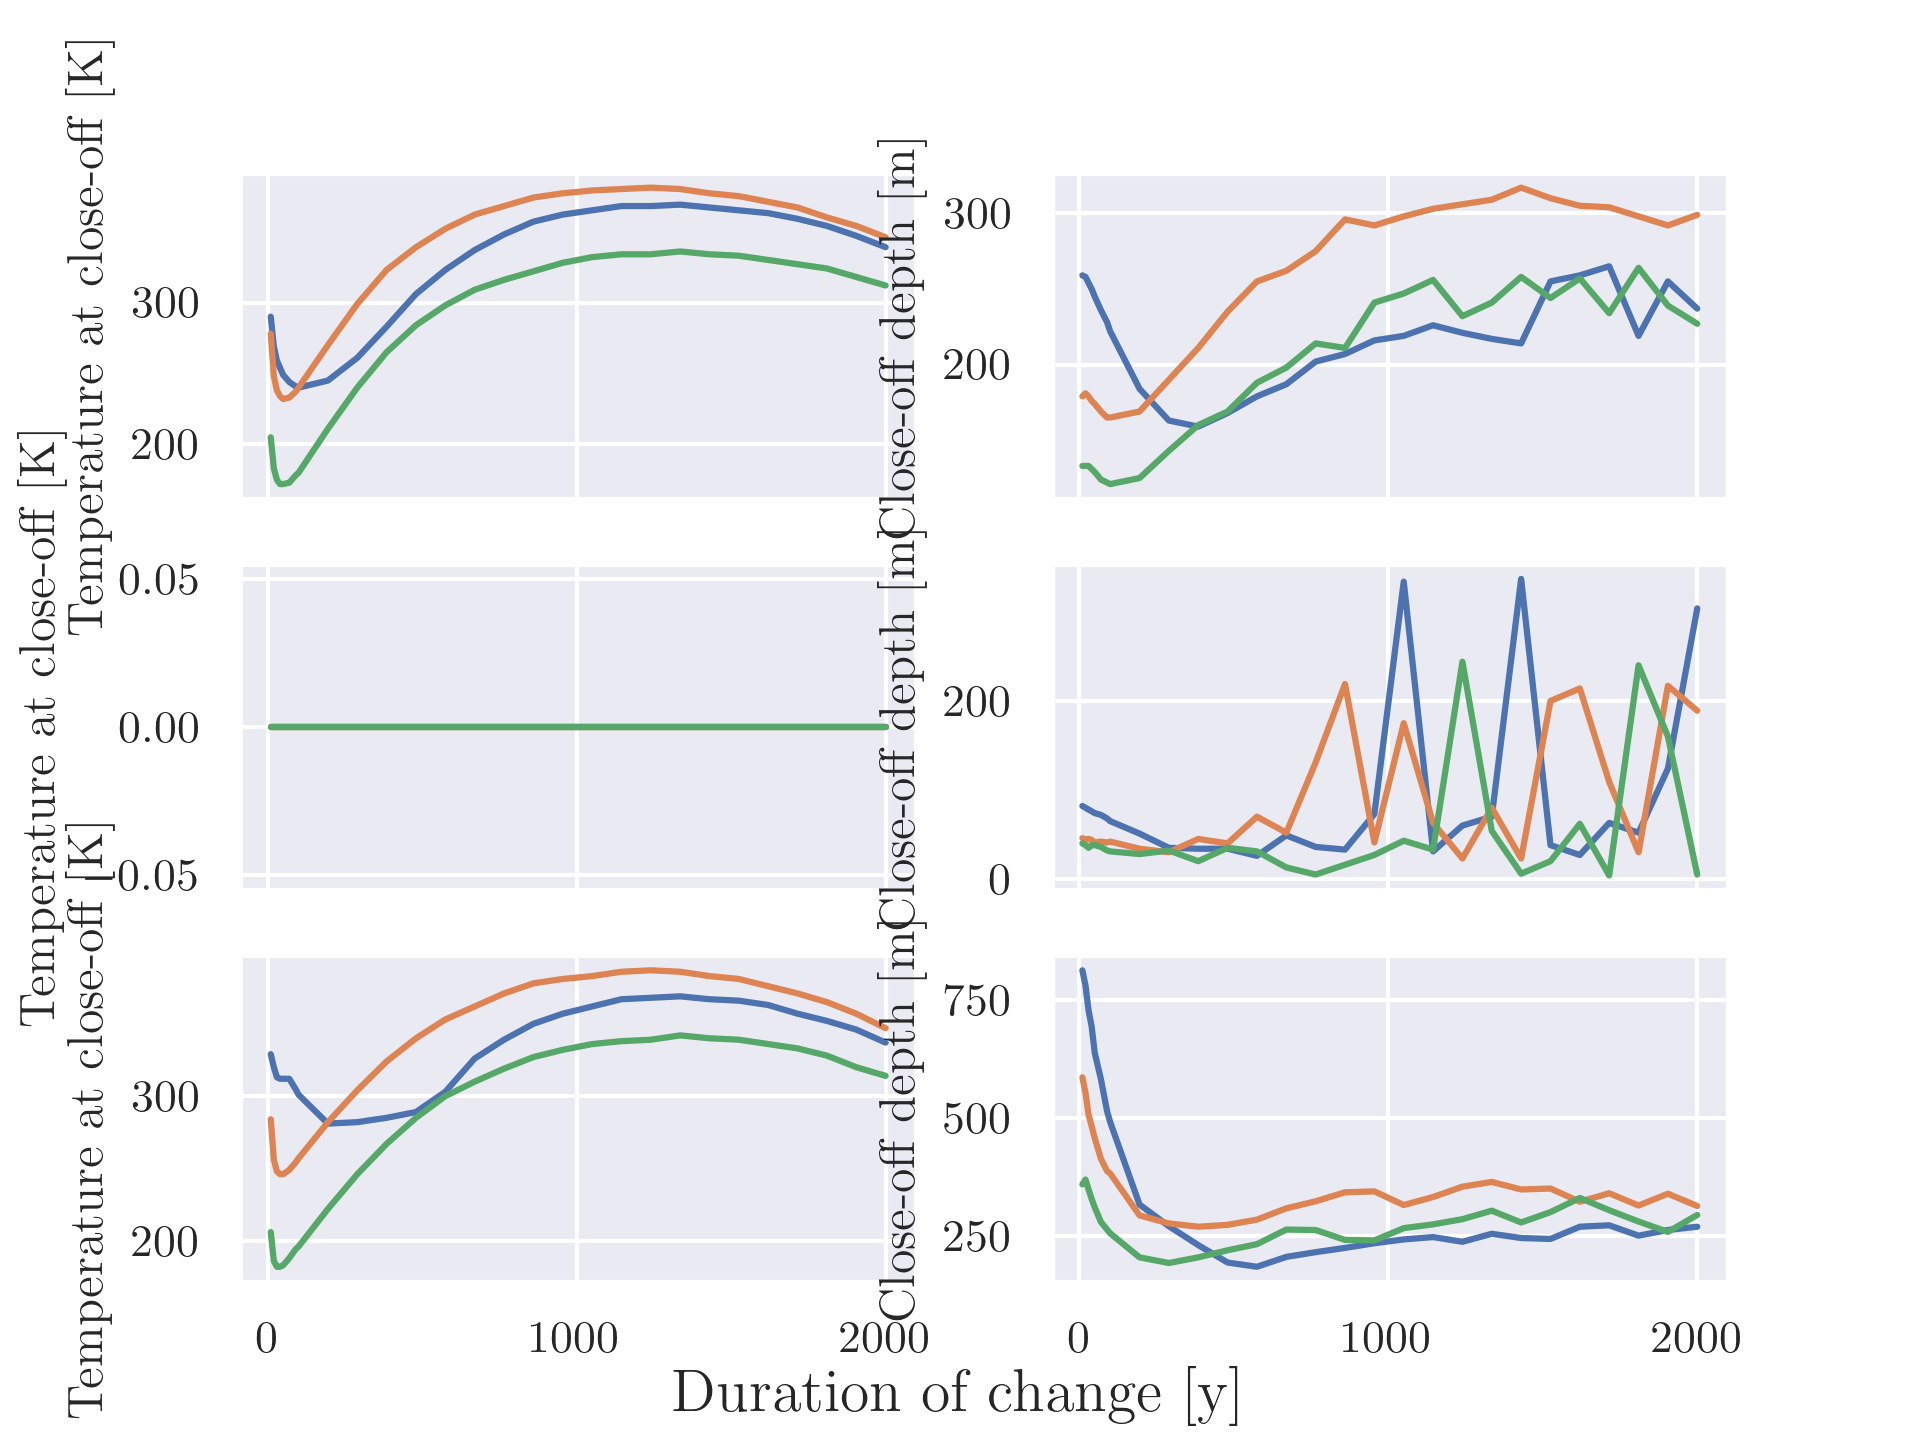 Temperature at close-off [K]
Temperature at close-off [K]
300
200
Close-off depth [m]
300
200
0.05
0.00
-0.05
Close-off depth [m]
200
0
Temperature at close-off [K]
300
200
0
1000
2000
Close-off depth [m]
750
500
250
0
1000
2000
Duration of change [y]